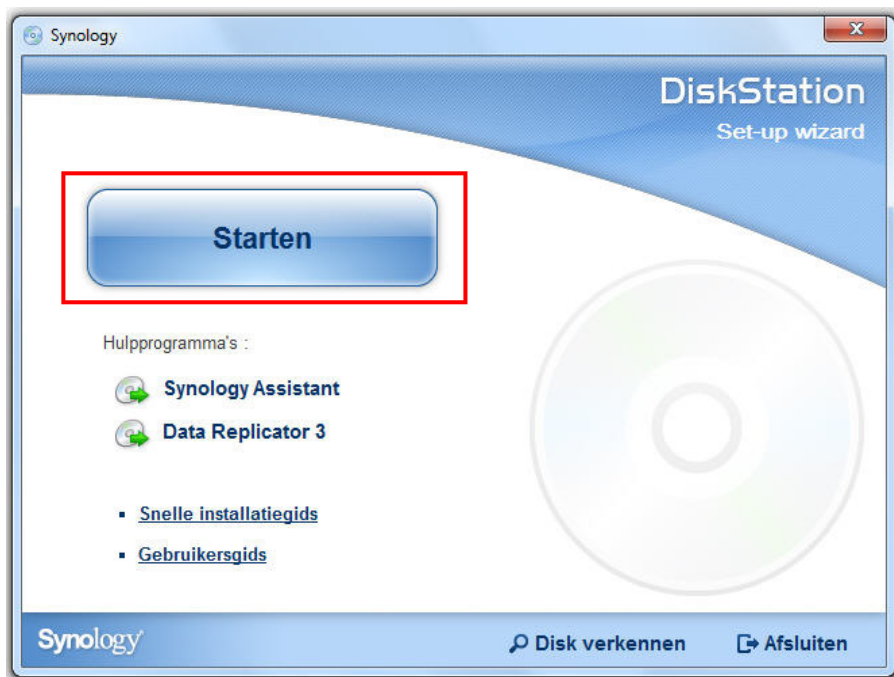 Synology
DiskStation
Set-up wizard
Starten
Hulpprogramma's :
Synology Assistant
Data Replicator 3
Snelle installatiegids
Gebruikersgids
Synology
Disk verkennen
Afsluiten